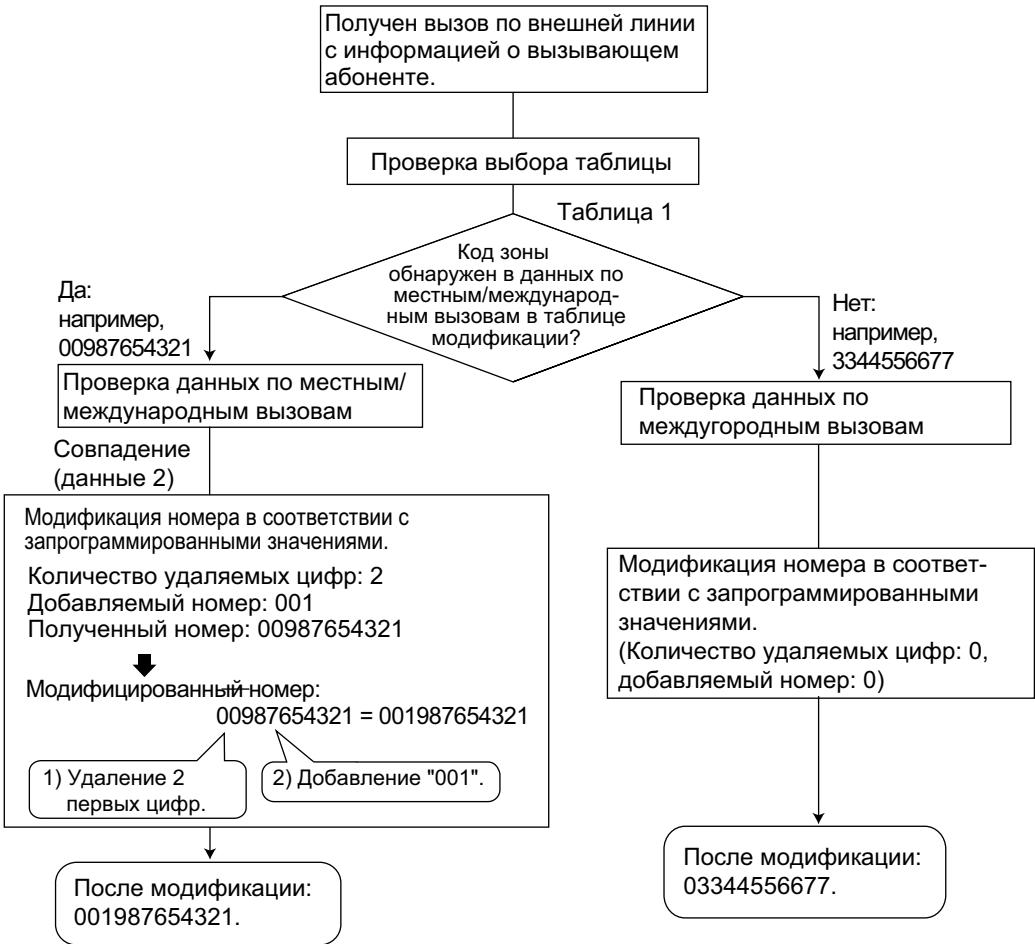 Получен вызов по внешней линии
с информацией о вызывающем
абоненте.
Проверка выбора таблицы
Таблица 1
Код зоны
обнаружен в данных по
местным/международ-
ным вызовам в таблице
модификации?
Да:
например,
00987654321
Проверка данных по местным/
международным вызовам
Совпадение
(данные 2)
Модификация номера в соответствии с
запрограммированными значениями.
Количество удаляемых цифр: 2
Добавляемый номер: 001
Полученный номер: 00987654321
Модифицированный номер:
00987654321 = 001987654321
1) Удаление 2
первых цифр.
2) Добавление "001".
После модификации:
001987654321.
Нет:
например,
3344556677
Проверка данных по
междугородным вызовам
Модификация номера в соответ-
ствии с запрограммированными
значениями.
(Количество удаляемых цифр: 0,
добавляемый номер: 0)
После модификации:
03344556677.